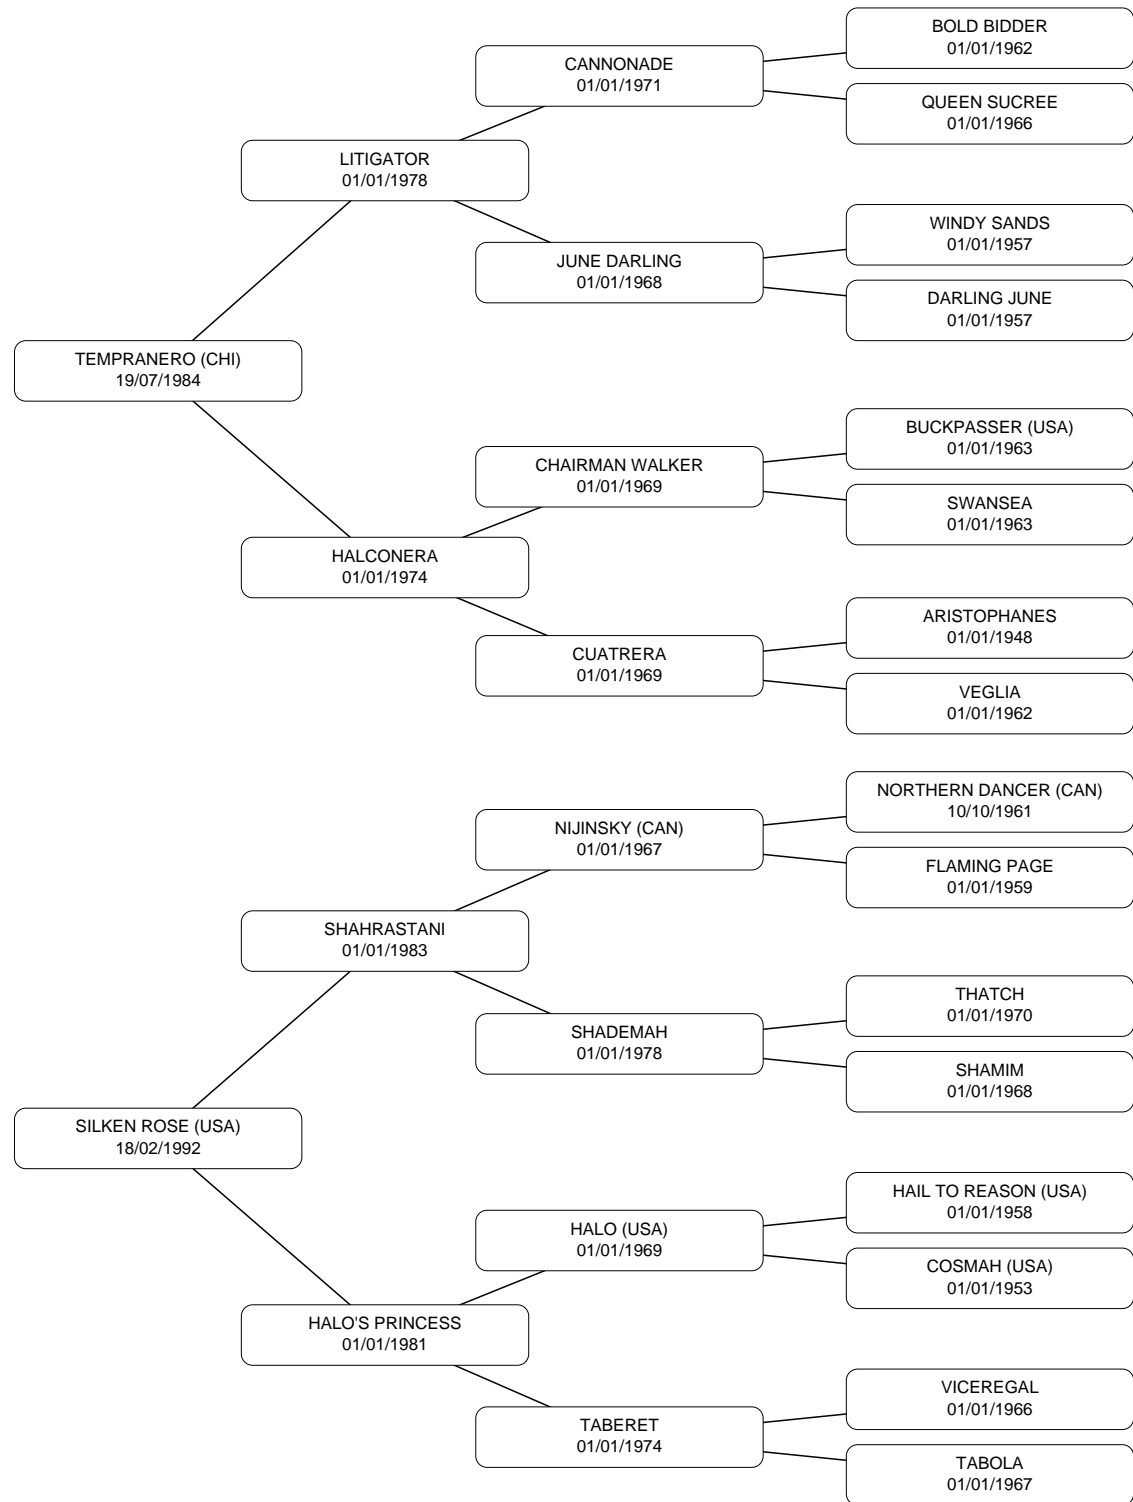 BOLD BIDDER
01/01/1962
CANNONADE
01/01/1971
QUEEN SUCREE
01/01/1966
LITIGATOR
01/01/1978
WINDY SANDS
01/01/1957
JUNE DARLING
01/01/1968
DARLING JUNE
01/01/1957
TEMPRANERO (CHI)
19/07/1984
BUCKPASSER (USA)
01/01/1963
CHAIRMAN WALKER
01/01/1969
SWANSEA
01/01/1963
HALCONERA
01/01/1974
ARISTOPHANES
01/01/1948
CUATRERA
01/01/1969
VEGLIA
01/01/1962
NORTHERN DANCER (CAN)
10/10/1961
NIJINSKY (CAN)
01/01/1967
FLAMING PAGE
01/01/1959
SHAHRASTANI
01/01/1983
THATCH
01/01/1970
SHADEMAH
01/01/1978
SHAMIM
01/01/1968
SILKEN ROSE (USA)
18/02/1992
HAIL TO REASON (USA)
01/01/1958
HALO (USA)
01/01/1969
COSMAH (USA)
01/01/1953
HALO'S PRINCESS
01/01/1981
VICEREGAL
01/01/1966
TABERET
01/01/1974
TABOLA
01/01/1967